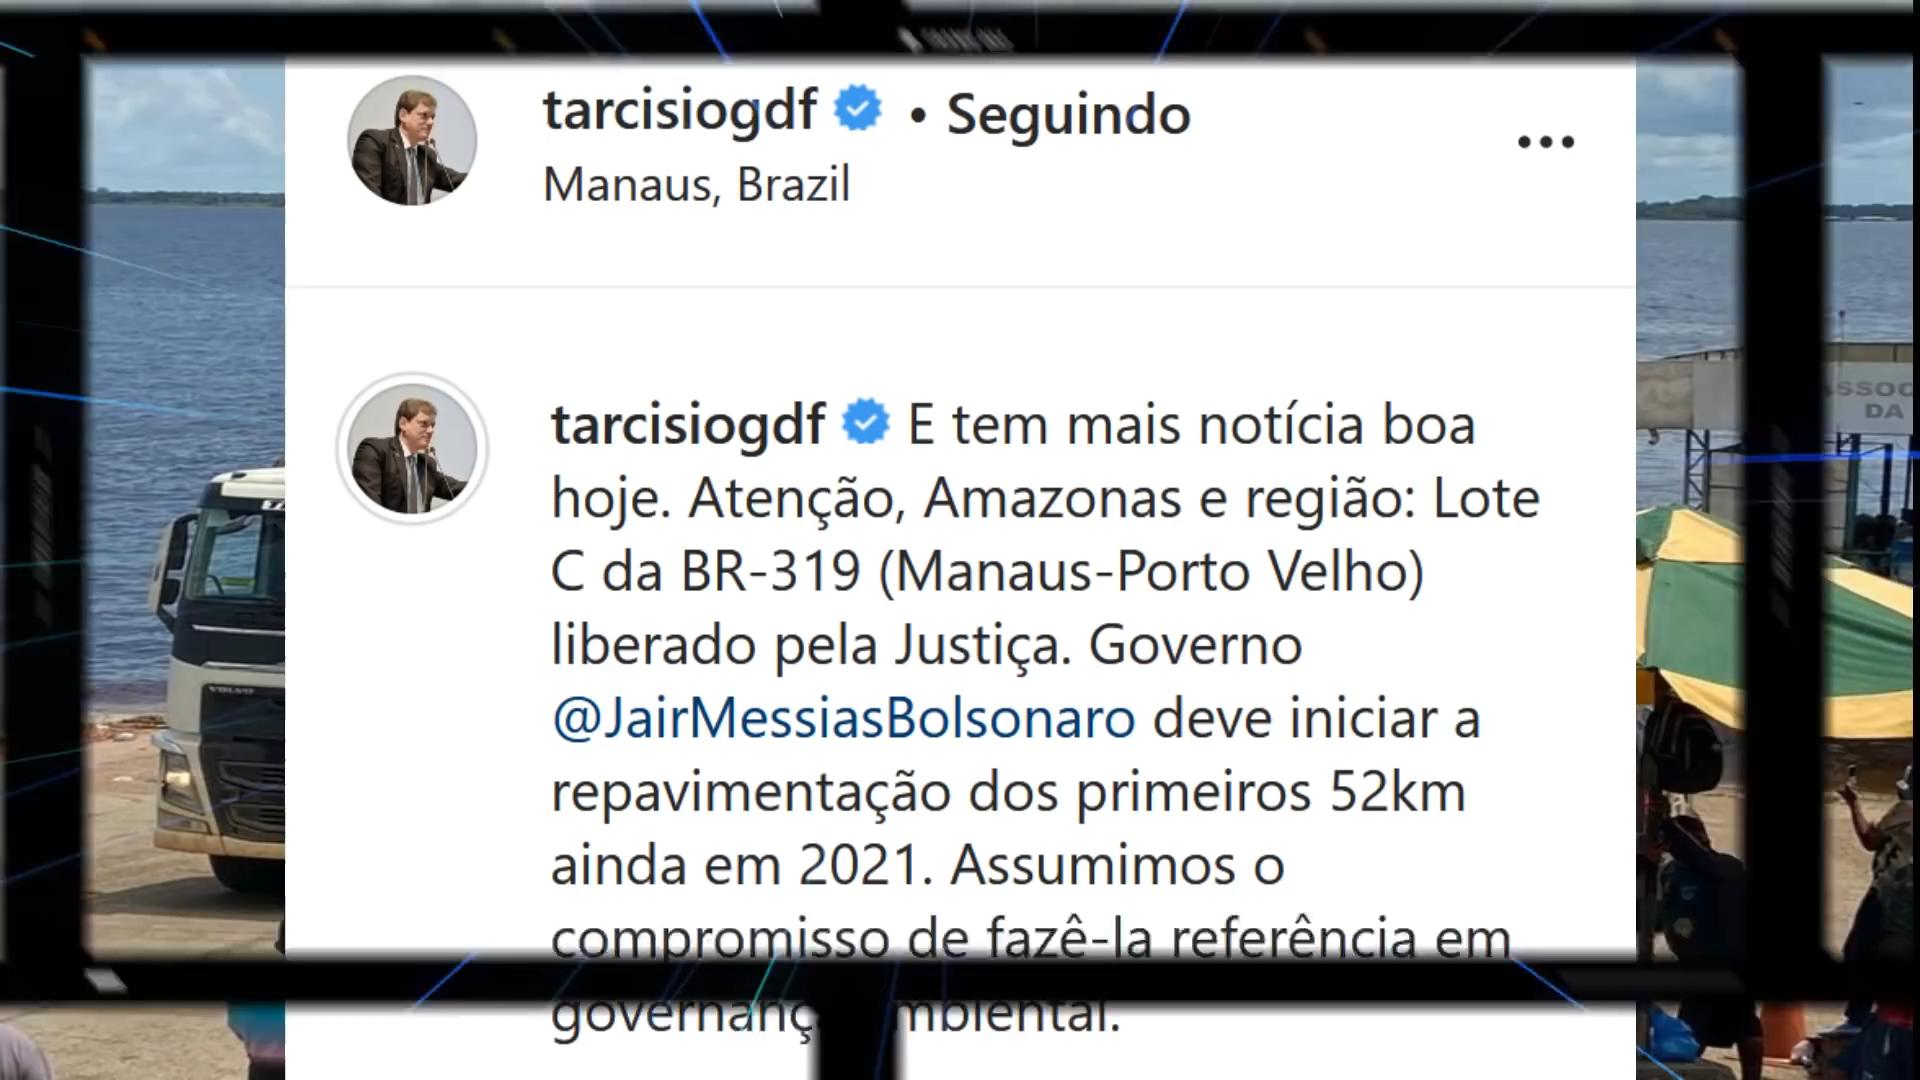 tarcisiogdf • Seguindo
Manaus, Brazil
tarcisiogdf E tem mais notícia boa
hoje. Atenção, Amazonas e região: Lote
C da BR-319 (Manaus-Porto Velho)
liberado pela Justiça. Governo
@JairMessiasBolsonaro deve iniciar a
repavimentação dos primeiros 52km
ainda em 2021. Assumimos o
compromisso de fazê-la referência em
VOLVO
DA